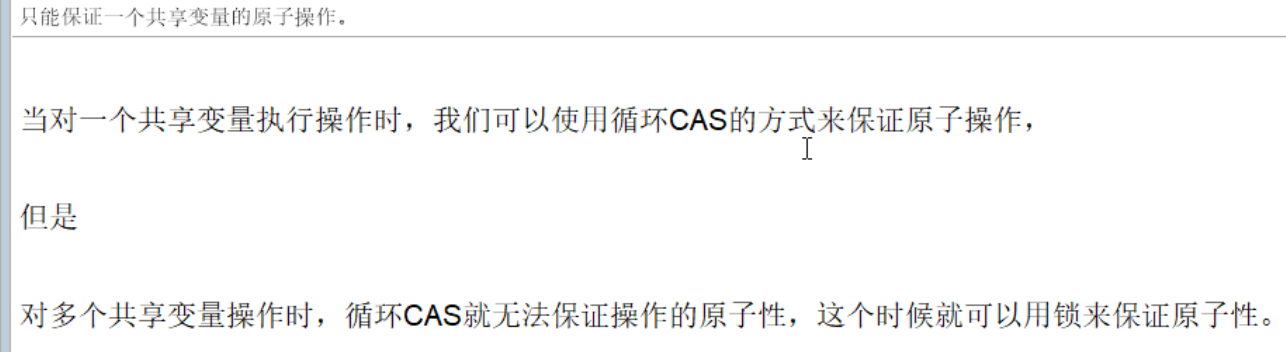 只能保证一个共享变量的原子操作。
当对一个共享变量执行操作时，我们可以使用循环CAS的方式来保证原子操作，
但是
对多个共享变量操作时，循环CAS就无法保证操作的原子性，这个时候就可以用锁来保证原子性。